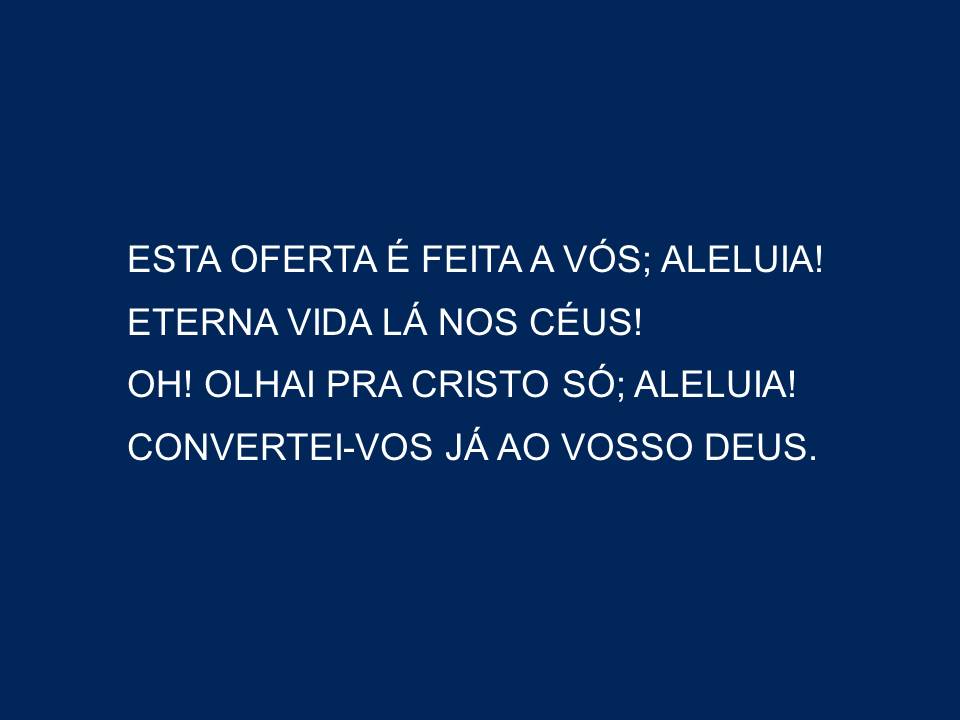 ESTA OFERTA É FEITA A VÓS; ALELUIA!
ETERNA VIDA LÁ NOS CÉUS!
OH! OLHAI PRA CRISTO SÓ; ALELUIA!
CONVERTEI-VOS JÁ AO VOSSO DEUS.